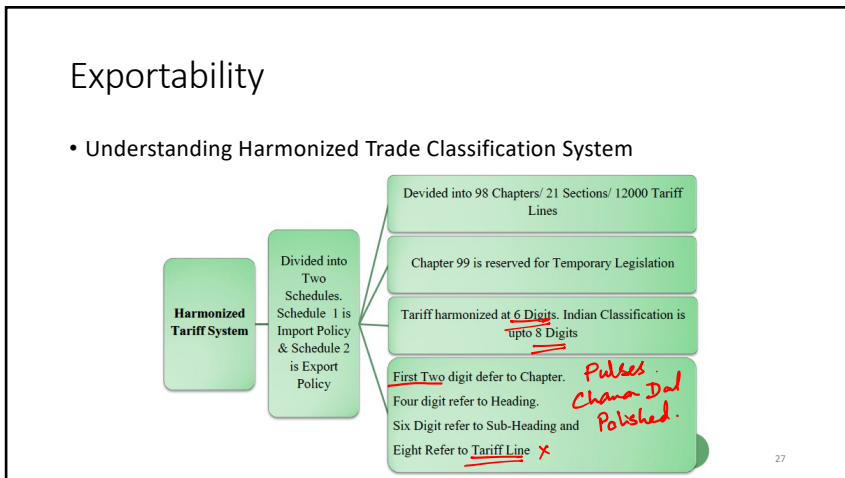 Exportability
• Understanding Harmonized Trade Classification System
Harmonized
Tariff System
Divided into
Two
Schedules.
Schedule 1 is
Import Policy
& Schedule 2
is Export
Policy
Devided into 98 Chapters/ 21 Sections/ 12000 Tariff
Lines
Chapter 99 is reserved for Temporary Legislation
Tariff harmonized at 6 Digits. Indian Classification is
upto 8 Digits
First Two digit defer to Chapter.
Four digit refer to Heading.
Six Digit refer to Sub-Heading and
Eight Refer to Tariff Line x
Pulses.
Chana Dal
Polished.
27